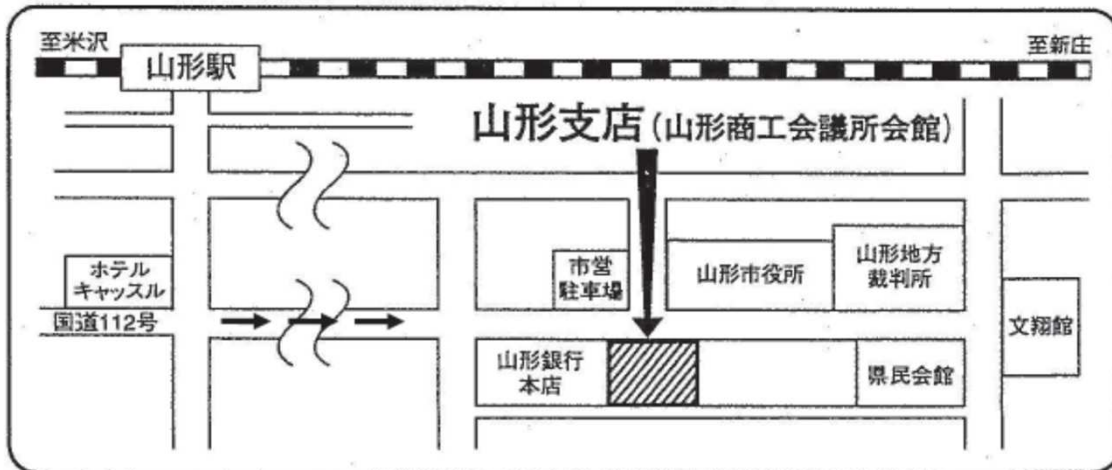 至米沢
至新庄
山形駅
山形支店(山形商工会議所会館)
ホテル
キャッスル
市営
駐車場
山形市役所
山形地方
裁判所
国道112号
文翔館
山形銀行
本店
県民会館